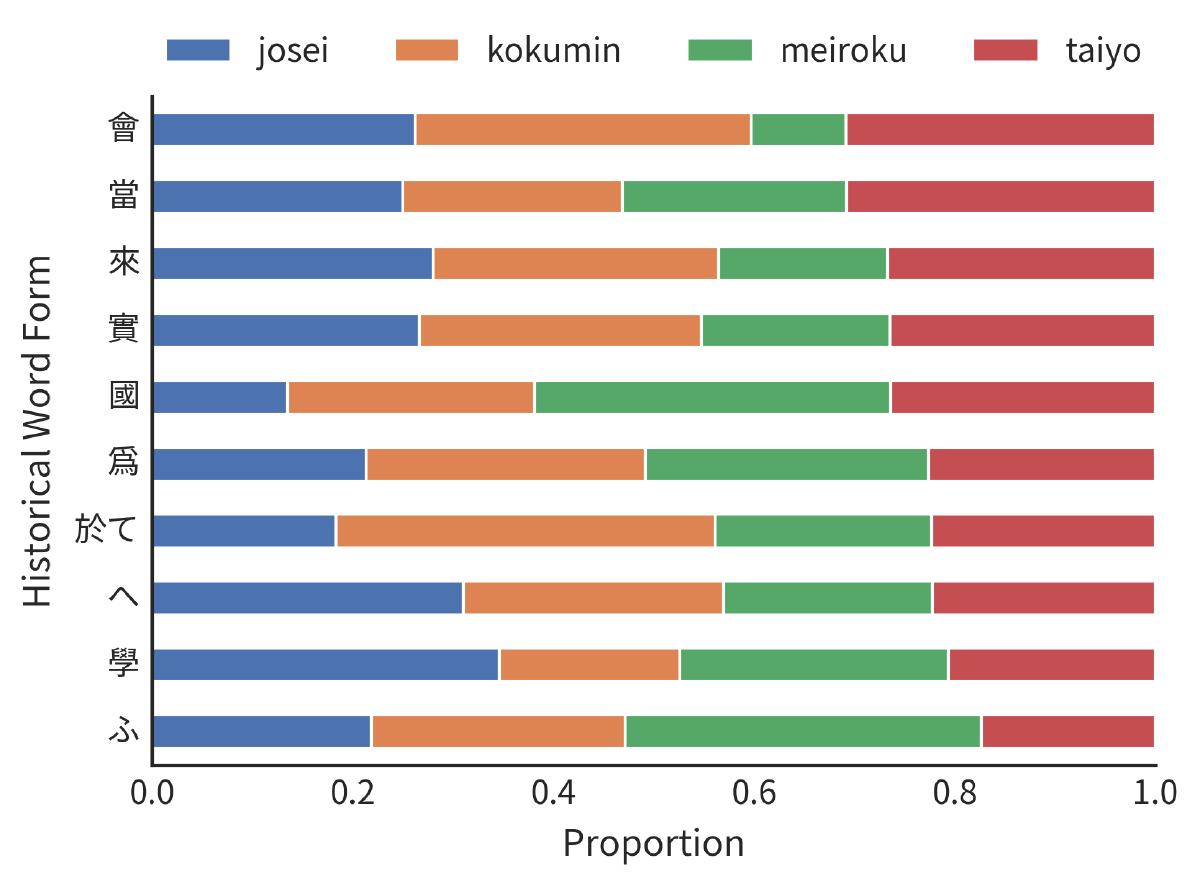 josei kokumin meiroku taiyo
會
當
來
實
國
爲
於て
へ
學
ふ
Historical Word Form
0.0 0.2 0.4 0.6 0.8 1.0
Proportion